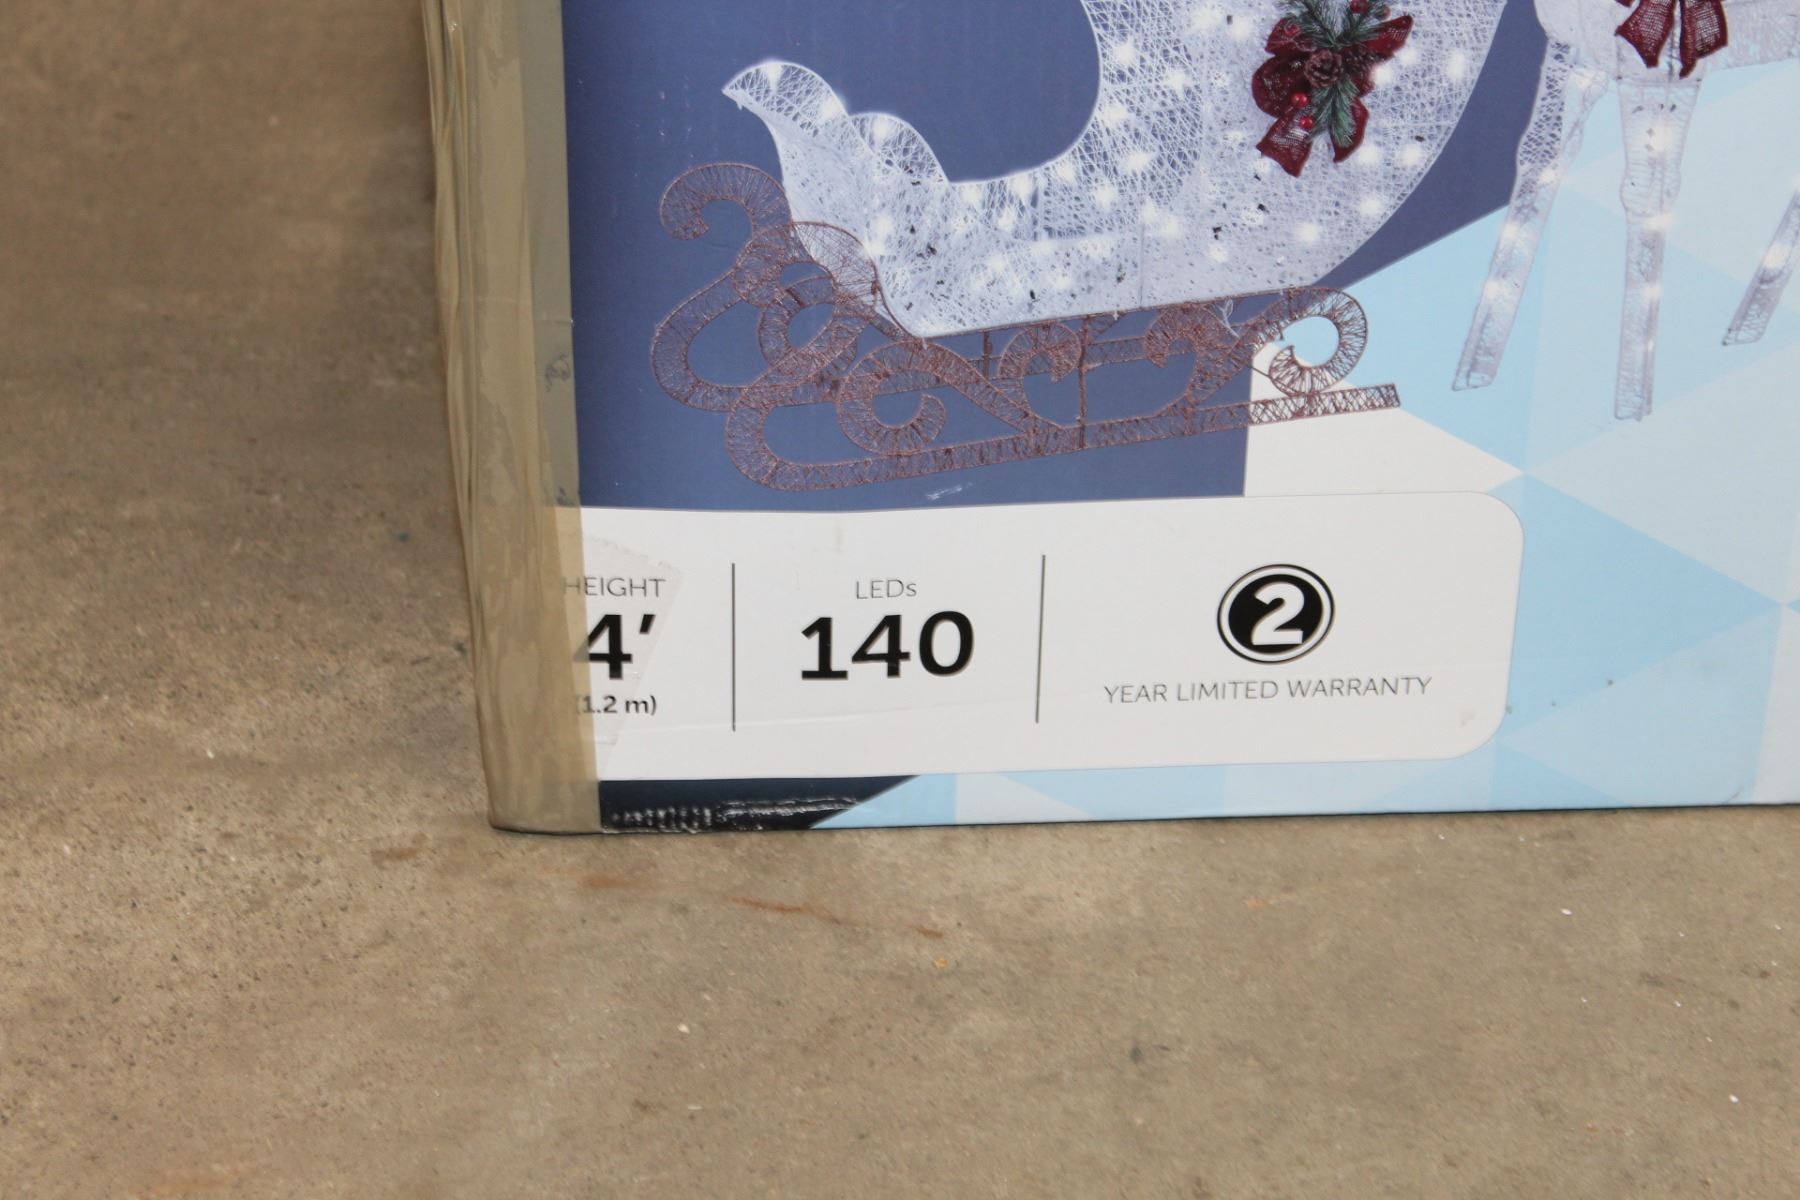 HEIGHT
4'
(1.2 m)
LEDs
140
2
YEAR LIMITED WARRANTY